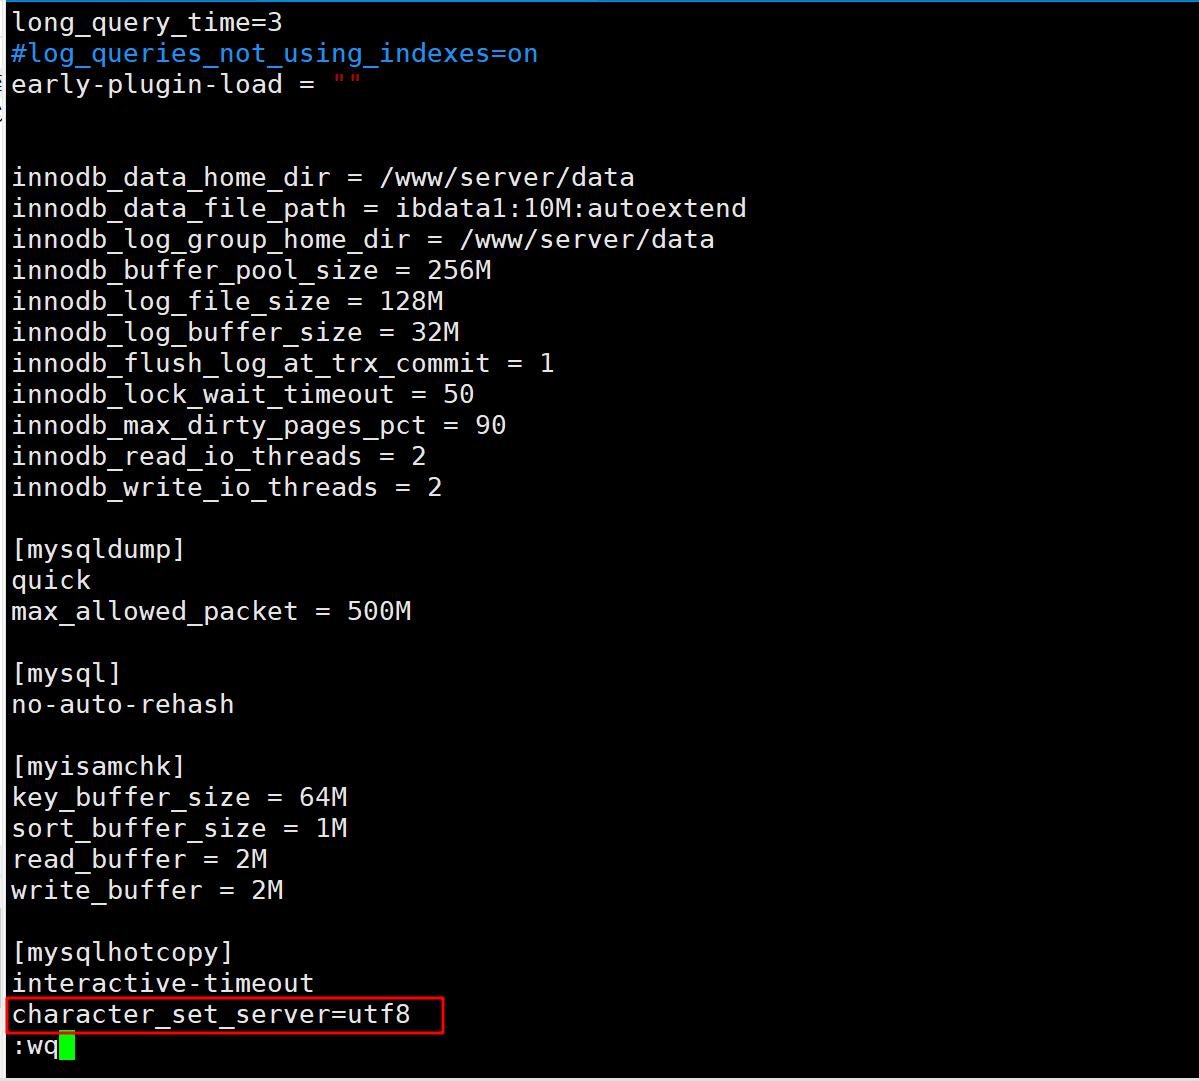 long_query_time=3
#log_queries_not_using_indexes=on
early-plugin-load = ""
innodb_data_home_dir = /www/server/data
innodb_data_file_path = ibdata1:10M:autoextend
innodb_log_group_home_dir = /www/server/data
innodb_buffer_pool_size = 256M
innodb_log_file_size = 128M
innodb_log_buffer_size = 32M
innodb_flush_log_at_trx_commit = 1
innodb_lock_wait_timeout = 50
innodb_max_dirty_pages_pct = 90
innodb_read_io_threads = 2
innodb_write_io_threads = 2
[mysqldump]
quick
max_allowed_packet = 500M
[mysql]
no-auto-rehash
[myisamchk]
key_buffer_size = 64M
sort_buffer_size = 1M
read_buffer = 2M
write_buffer = 2M
[mysqlhotcopy]
interactive-timeout
character_set_server=utf8
:wq